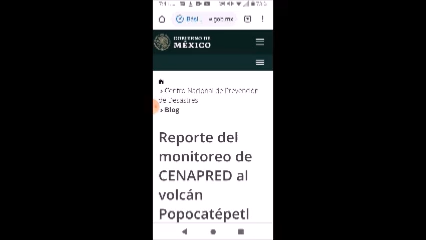 GOBIERNO DE
MÉXICO
> Centro Nacional de Prevención
de Desastres
> Blog
Reporte del
monitoreo de
CENAPRED al
volcán
Popocatépetl